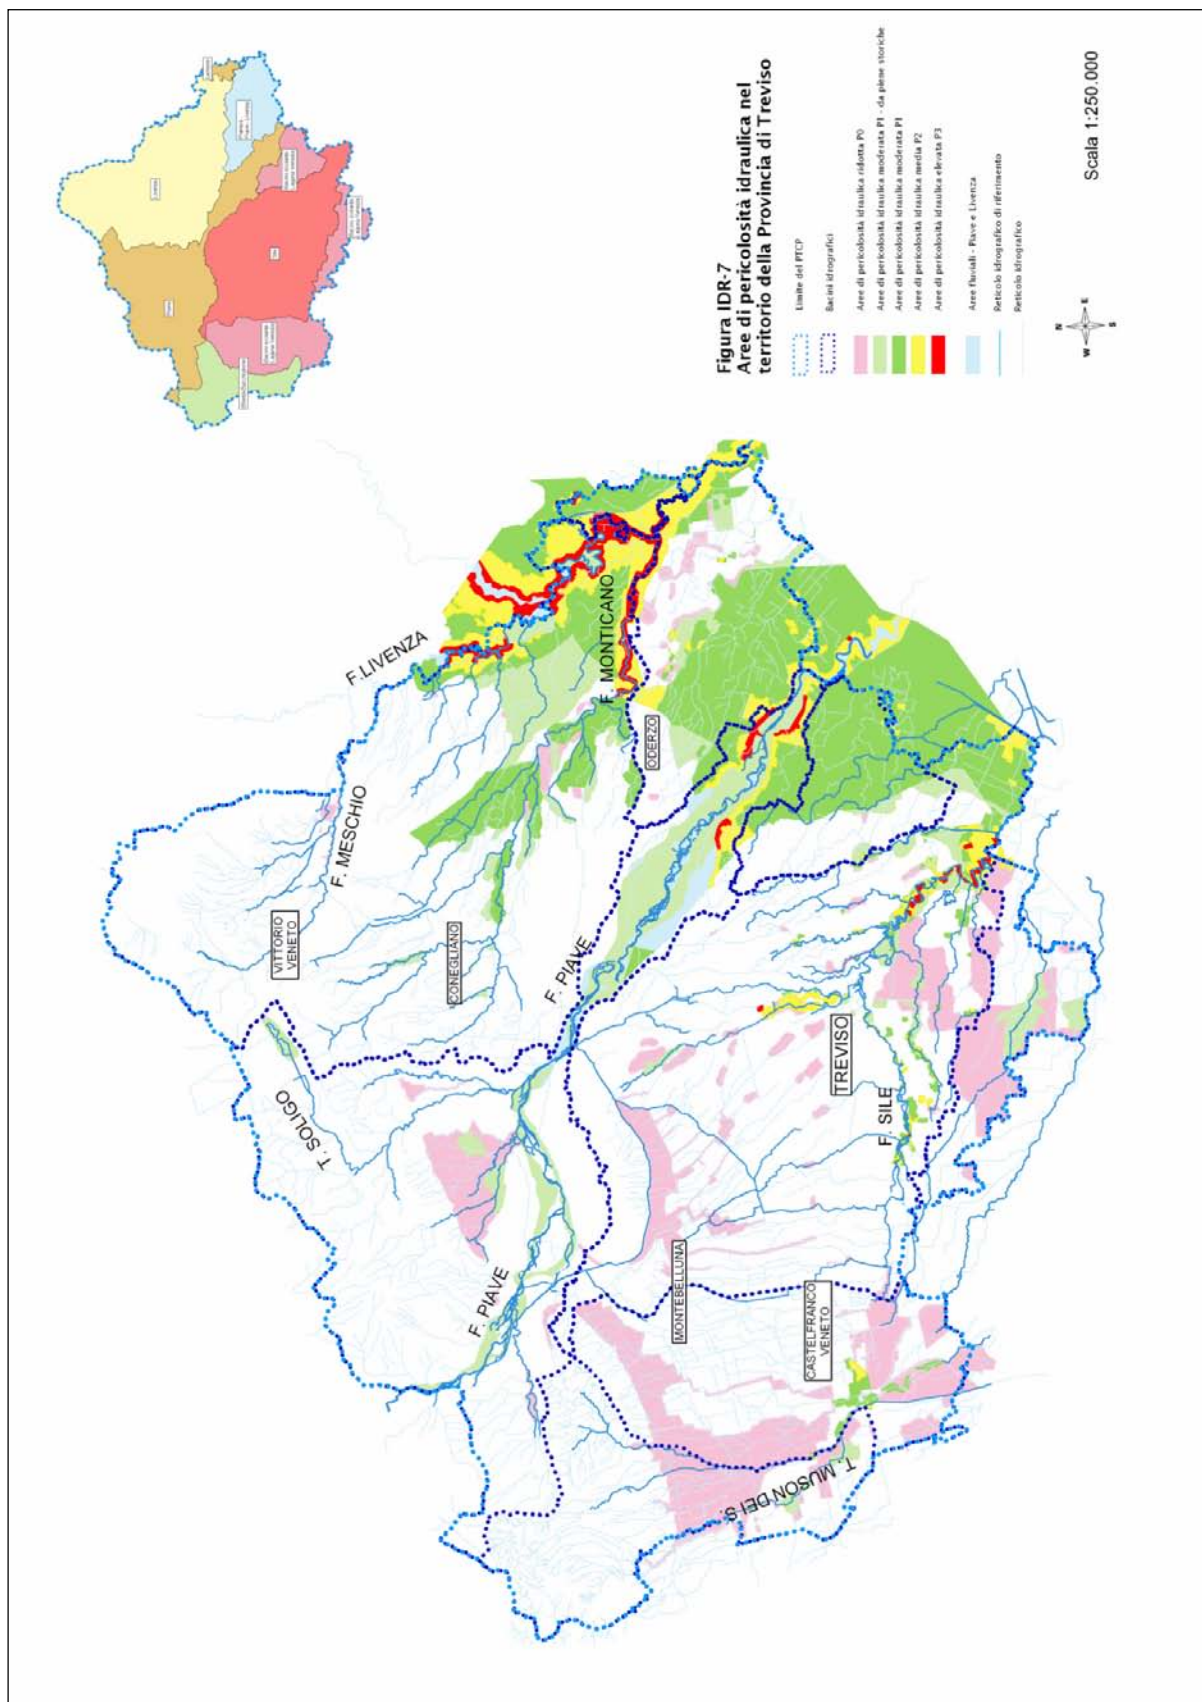 Figura IDR-7
Aree di pericolosità idraulica nel
territorio della Provincia di Treviso
Limite del PTCP
Bacini idrografici
Aree di pericolosità idraulica ridotta P0
Aree di pericolosità idraulica moderata P1 - da piene storiche
Aree di pericolosità idraulica moderata P1
Aree di pericolosità idraulica media P2
Aree di pericolosità idraulica elevata P3
Aree fluviali - Piave e Livenza
Reticolo idrografico di riferimento
Reticolo idrografico
N
W
E
S
Scala 1:250.000
Livenza
Piave
Sile
VITTORIO
VENETO
F. MESCHIO
F.LIVENZA
T. SOLIGO
CONEGLIANO
F. MONTICANO
F. PIAVE
F. PIAVE
ODERZO
MONTEBELLUNA
TREVISO
CASTELFRANCO
VENETO
F. SILE
T. MUSON DEI S.